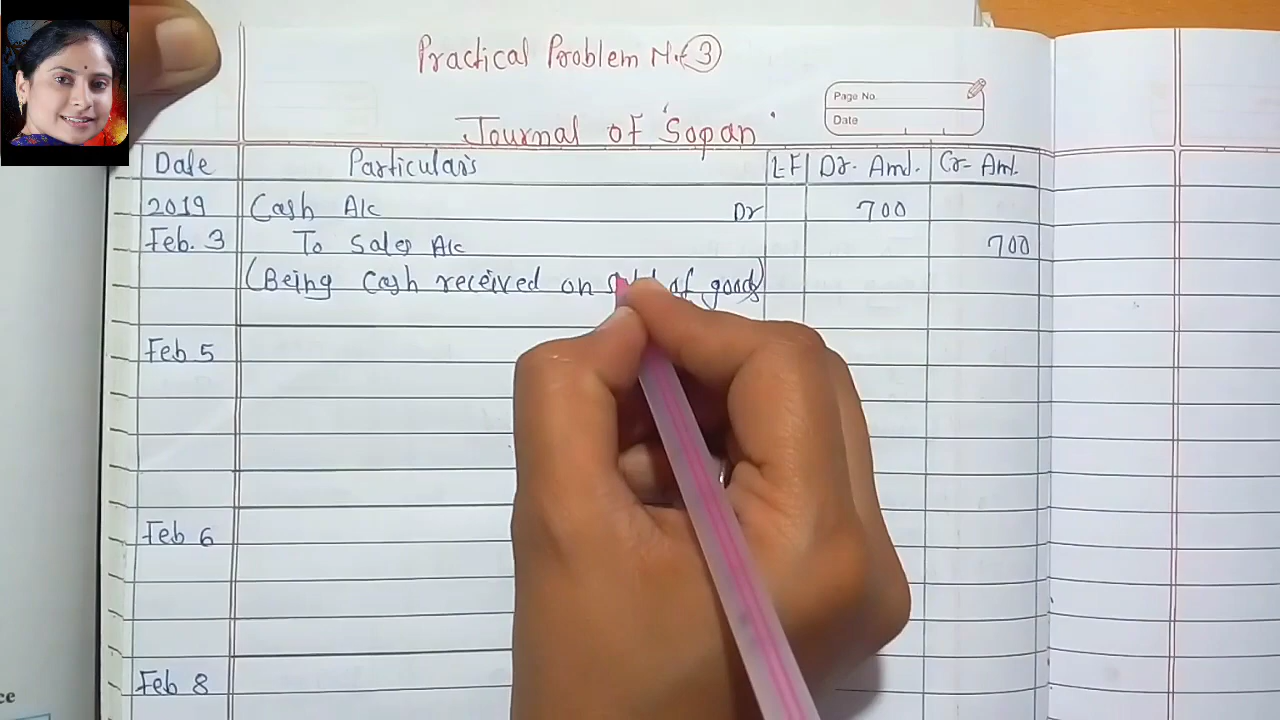 Practical Problem No. 3
Page No.
Date
Journal of 'Sopan'
Date Particulars L.F Dr. Amt. Cr. Amt.
2019 Cash A/c Dr 700
Feb. 3 To Sales A/c 700
(Being Cash received on of goods)
Feb 5
Feb 6
Feb 8
ce